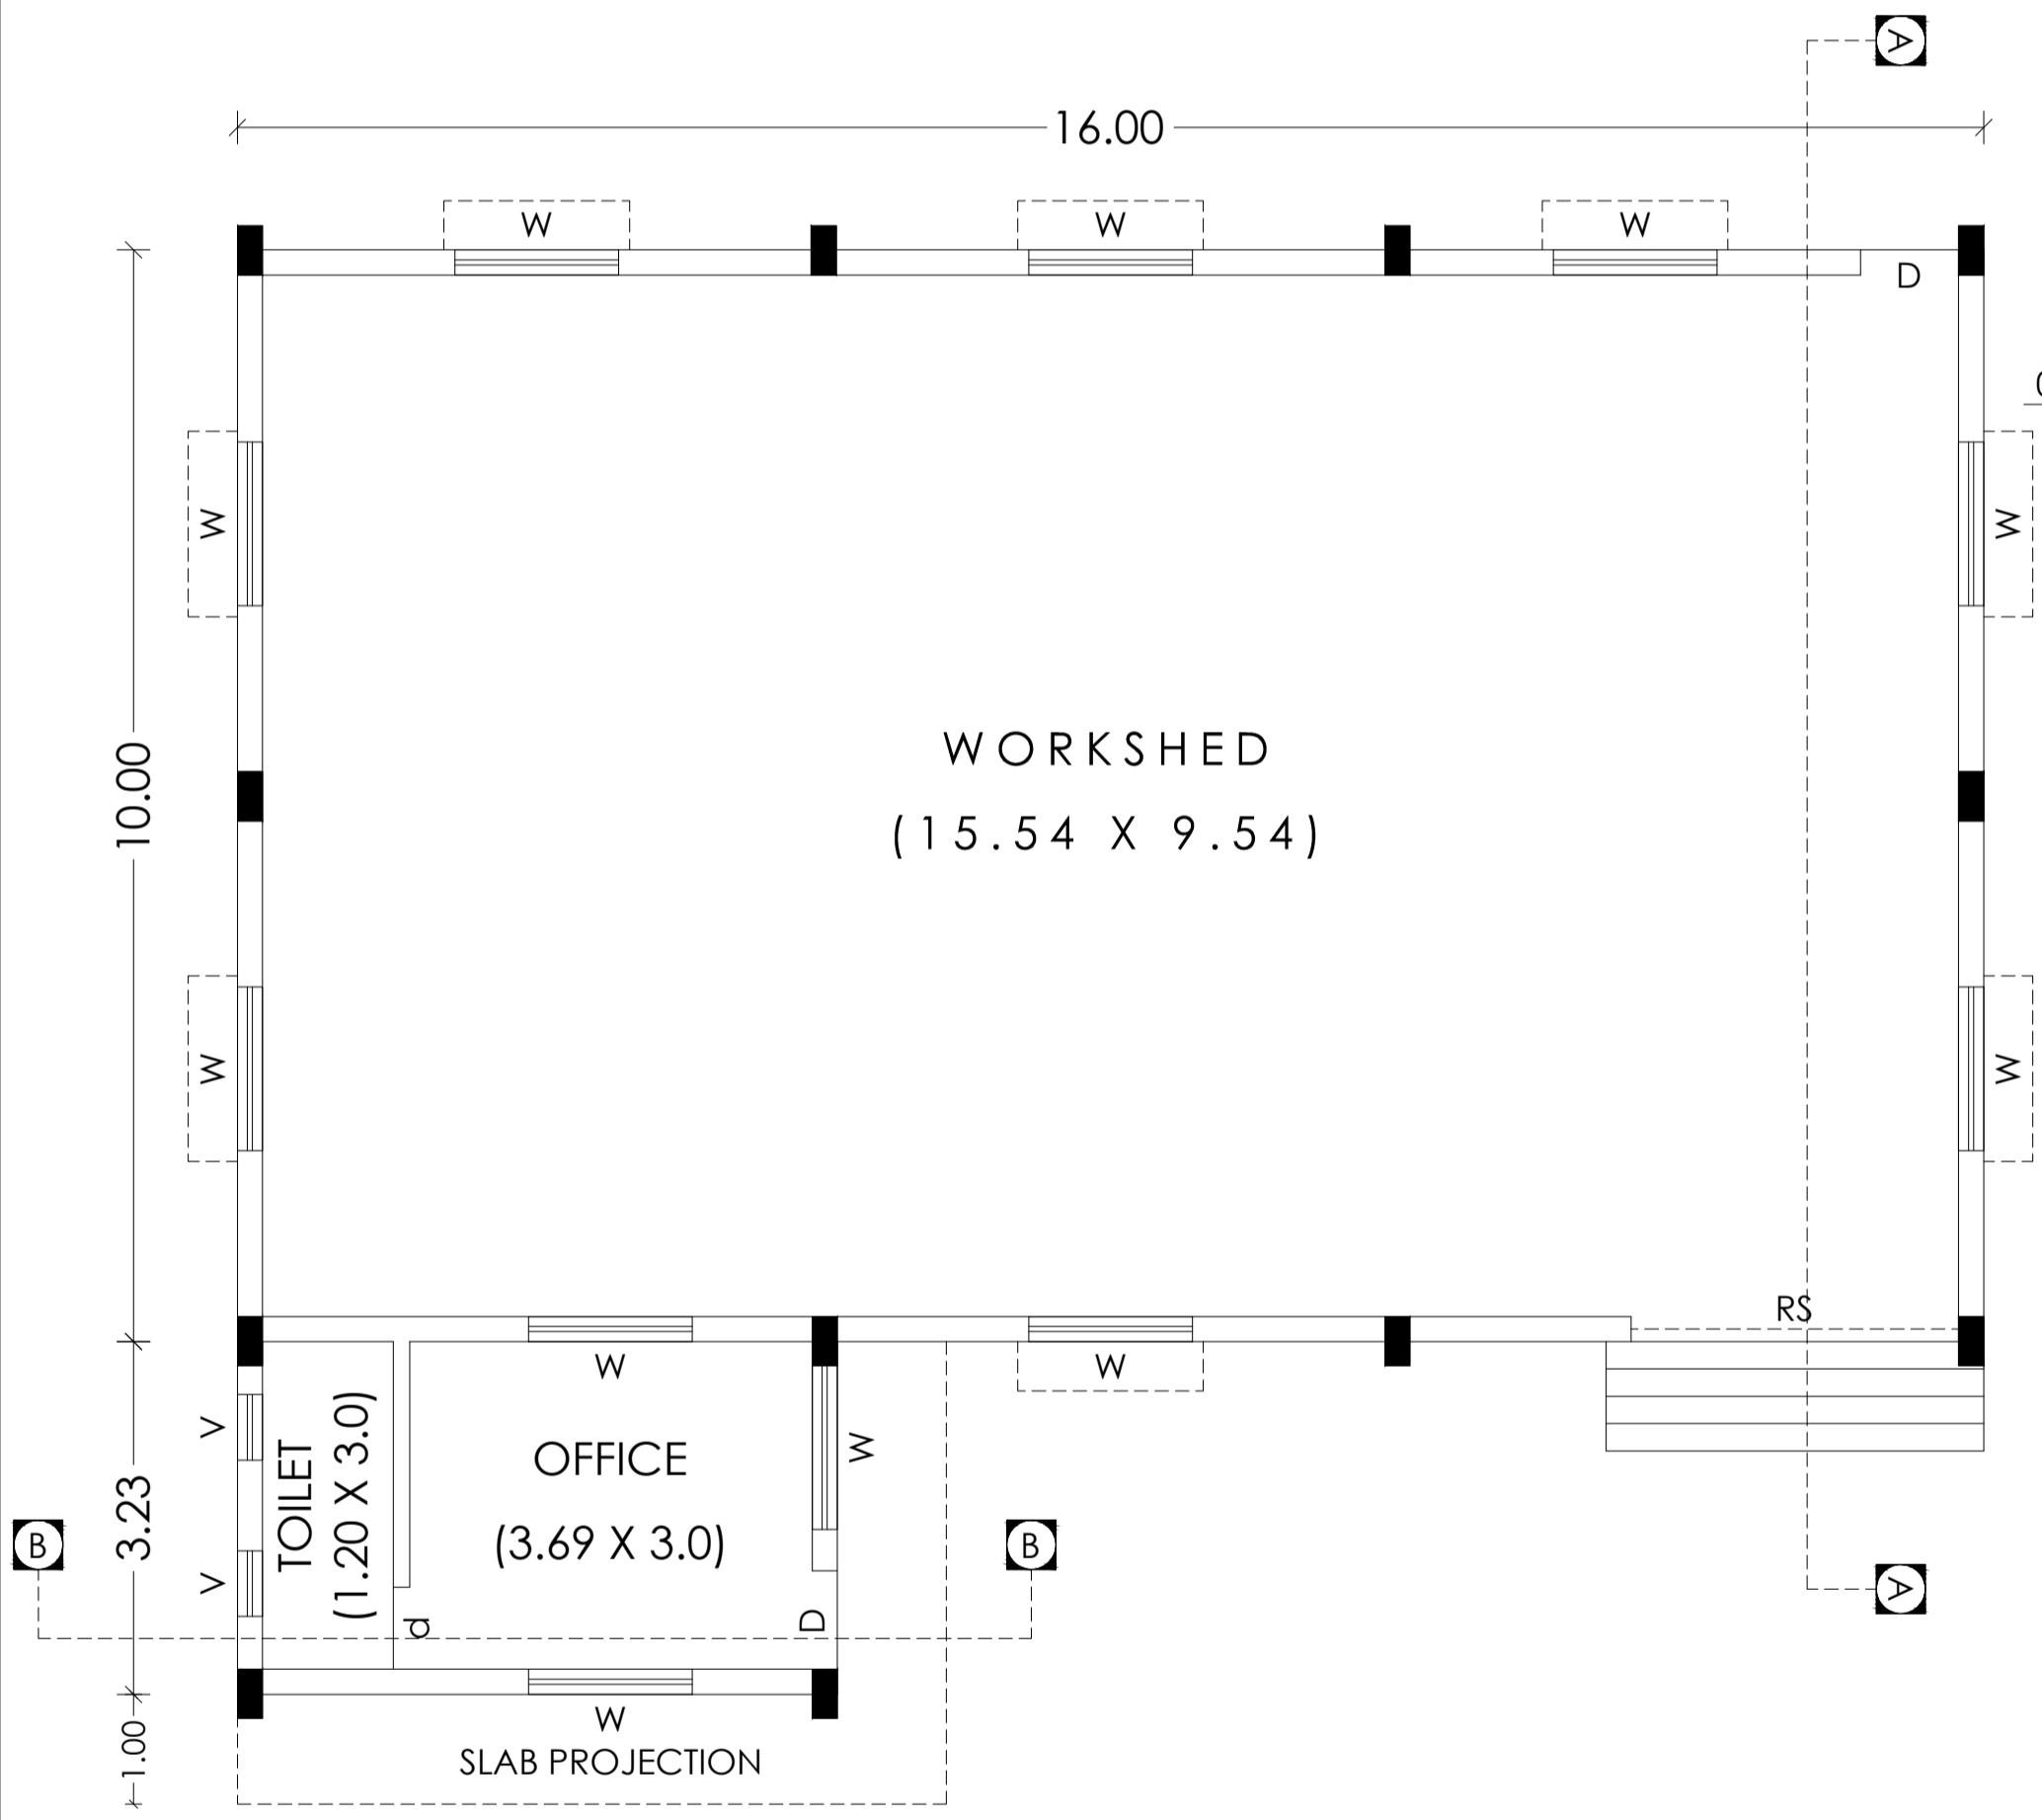 A
16.00
W
W
W
D
W
W
10.00
WORKSHED
(15.54 X 9.54)
W
W
RS
W
W
V
TOILET
(1.20 X 3.0)
OFFICE
(3.69 X 3.0)
W
3.23
B
B
V
d
D
A
W
SLAB PROJECTION
1.00